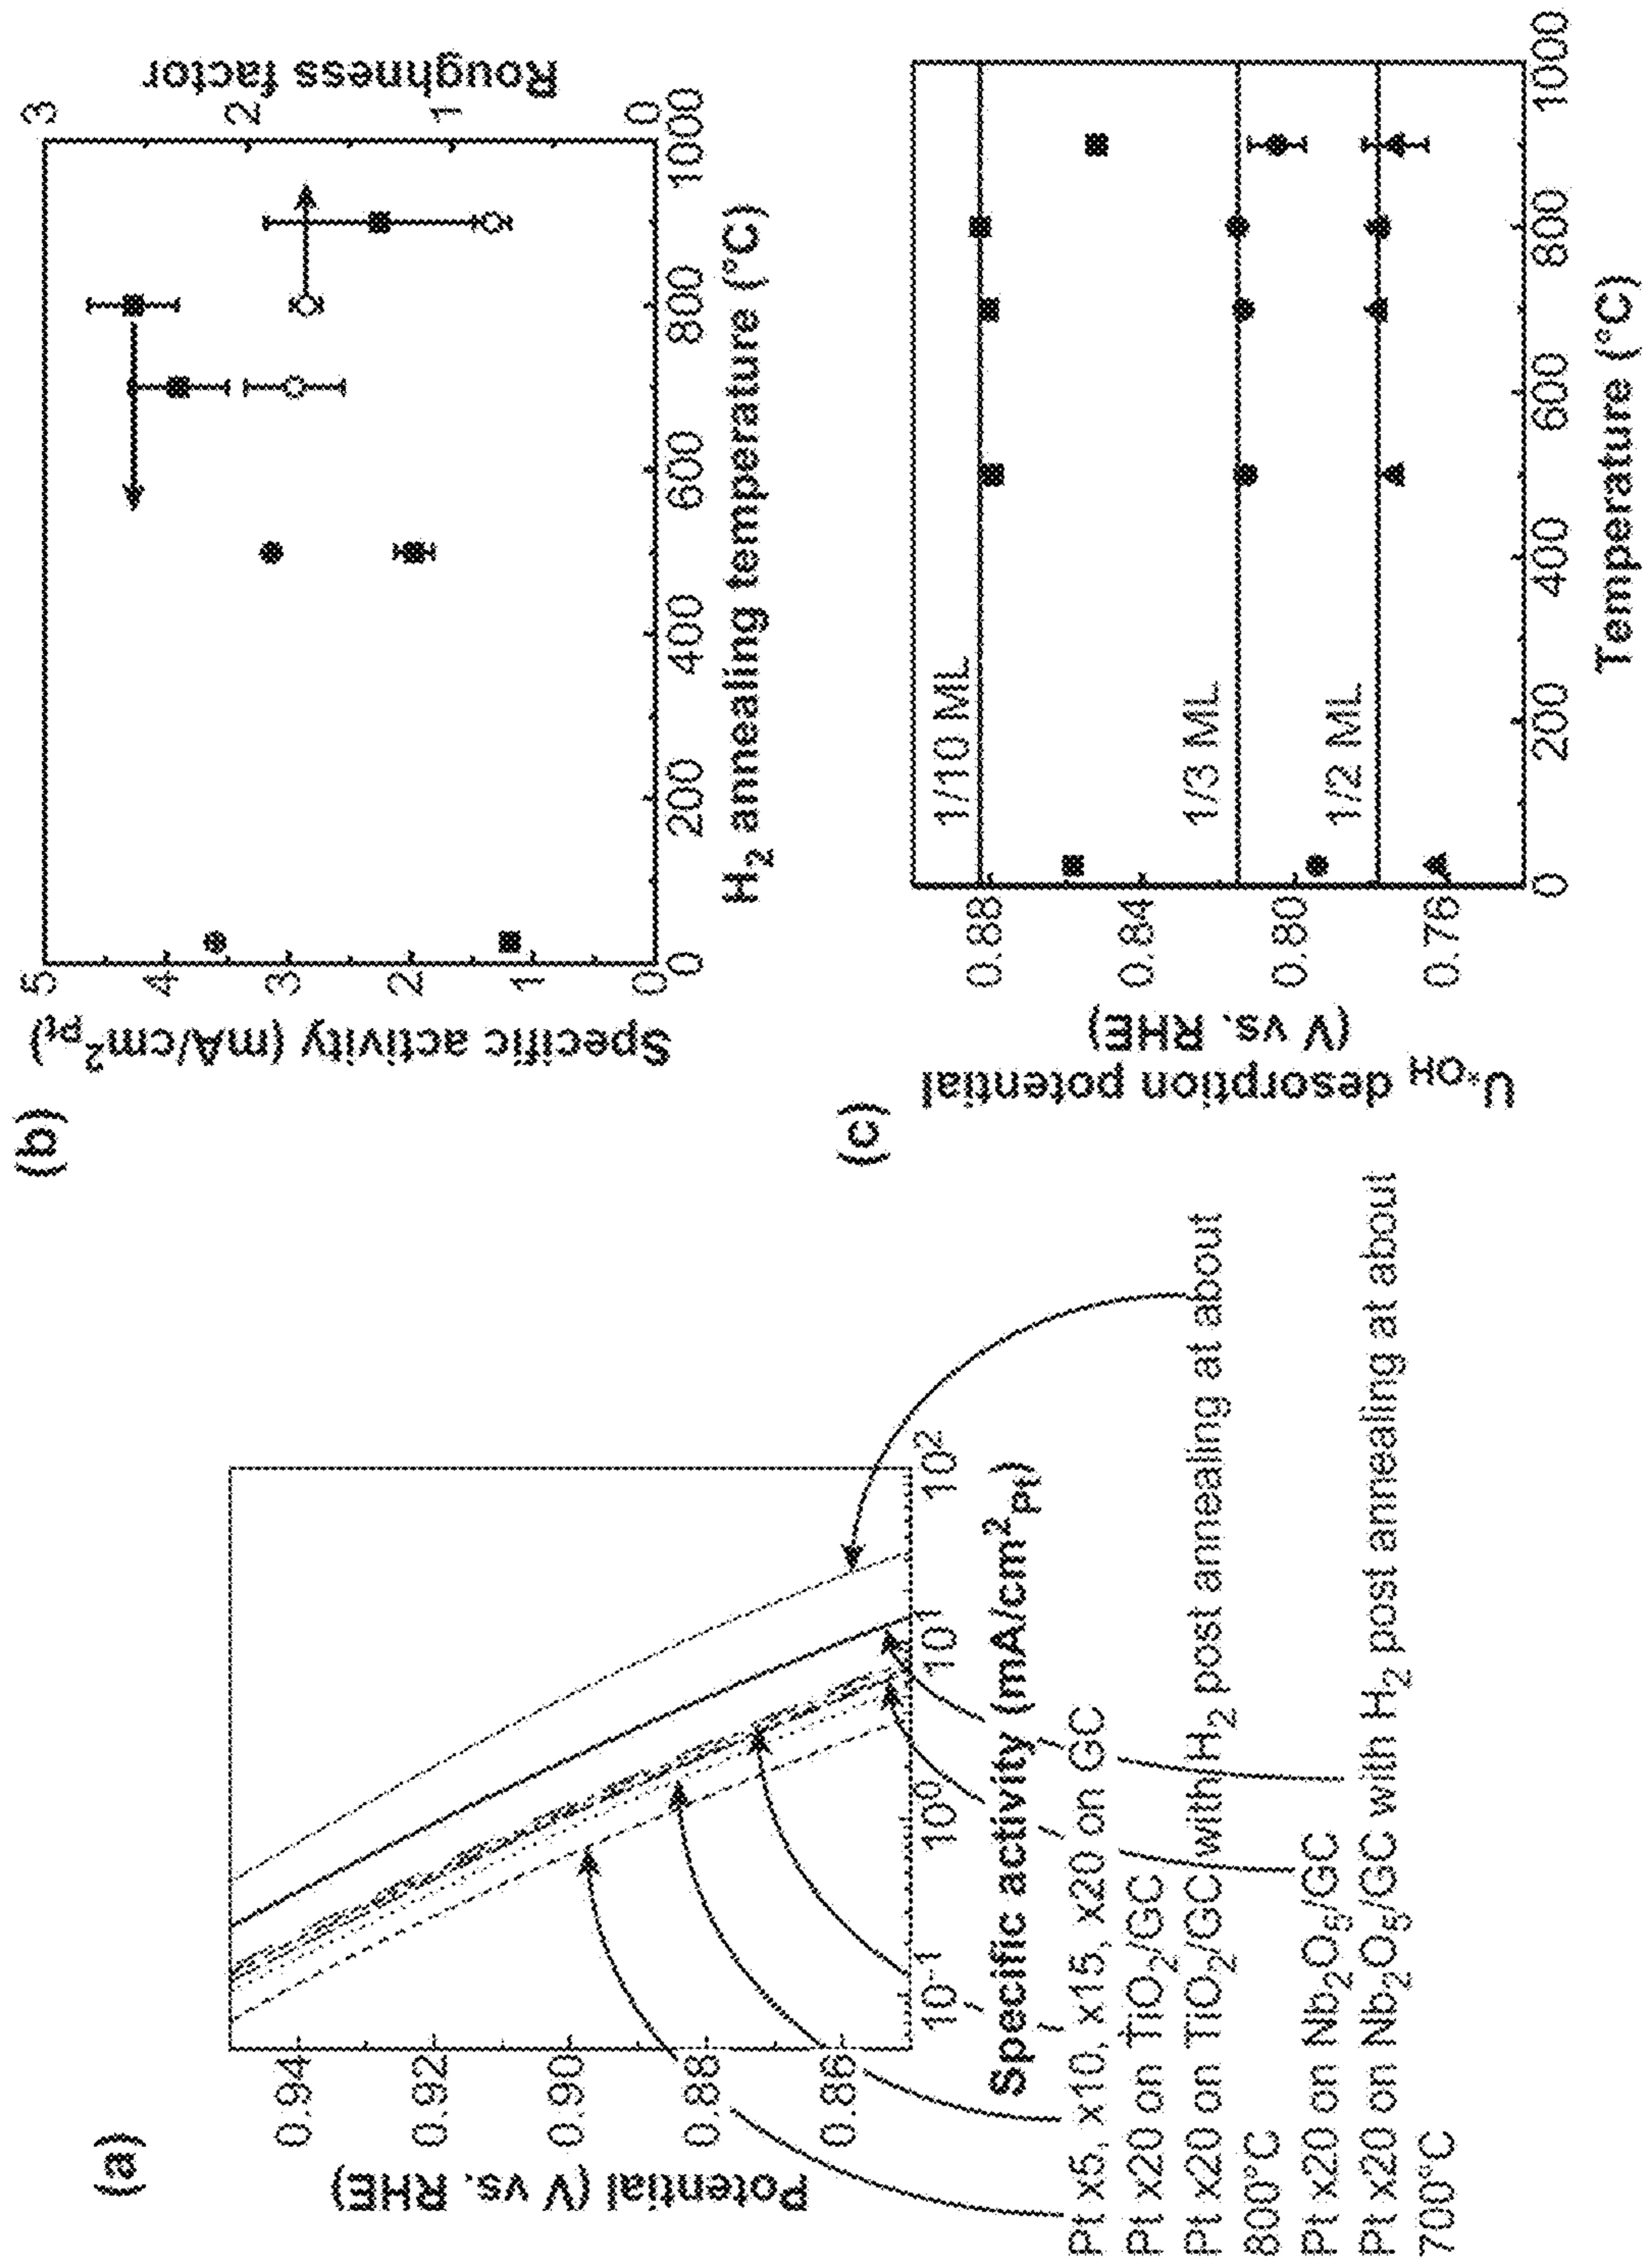 (a)
Potential (V vs. RHE)
0.94
0.92
0.90
0.88
0.86
10-1
10⁰
10¹
10²
Specific activity (mA/cm²Pt)
Pt x5, x10, x15, x20 on GC
Pt x20 on TiO₂/GC
Pt x20 on TiO₂/GC with H₂ post annealing at about
800°C
Pt x20 on Nb₂O₅/GC
Pt x20 on Nb₂O₅/GC with H₂ post annealing at about
700°C
(b)
Specific activity (mA/cm²Pt)
5
4
3
2
1
0
Roughness factor
3
2
1
0
0 200 400 600 800 1000
H₂ annealing temperature (°C)
(c)
U*OH desorption potential
(V vs. RHE)
0.88
0.84
0.80
0.76
1/10 ML
1/3 ML
1/2 ML
0 200 400 600 800 1000
Temperature (°C)